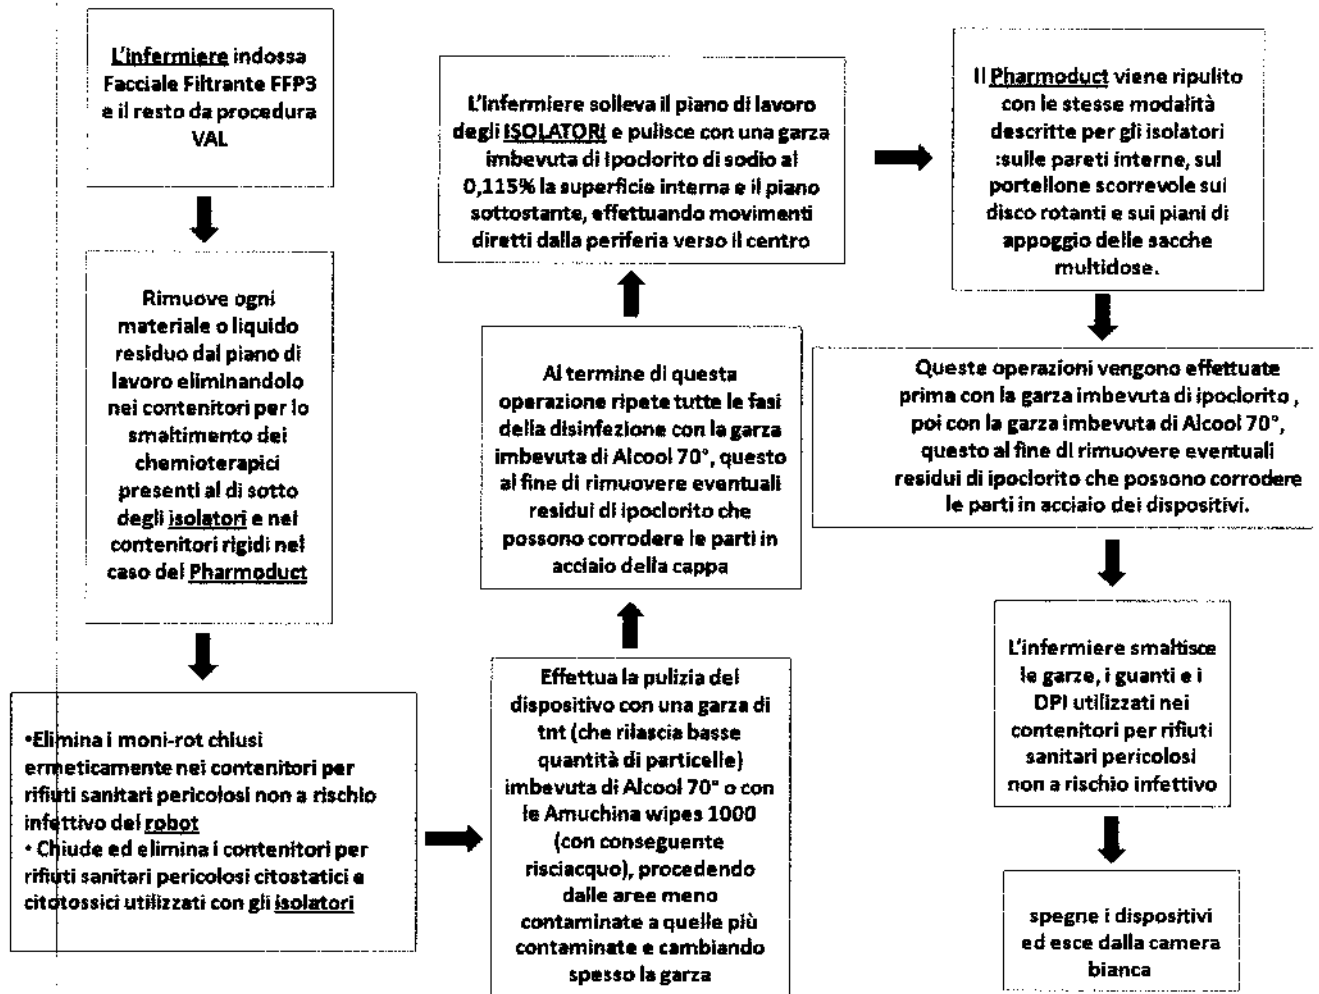 L'infermiere indossa
Facciale Filtrante FFP3
e il resto da procedura
VAL
Rimuove ogni
materiale o liquido
residuo dal piano di
lavoro eliminandolo
nei contenitori per lo
smaltimento dei
chemioterapici
presenti al di sotto
degli isolatori e nei
contenitori rigidi nel
caso del Pharmoduct
•Elimina i moni-rot chiusi
ermeticamente nei contenitori per
rifiuti sanitari pericolosi non a rischio
infettivo del robot
• Chiude ed elimina i contenitori per
rifiuti sanitari pericolosi citostatici e
citotossici utilizzati con gli isolatori
Effettua la pulizia del
dispositivo con una garza di
tnt (che rilascia basse
quantità di particelle)
imbevuta di Alcool 70° o con
le Amuchina wipes 1000
(con conseguente
risciacquo), procedendo
dalle aree meno
contaminate a quelle più
contaminate e cambiando
spesso la garza
Al termine di questa
operazione ripete tutte le fasi
della disinfezione con la garza
imbevuta di Alcool 70°, questo
al fine di rimuovere eventuali
residui di ipoclorito che
possono corrodere le parti in
acciaio della cappa
L'infermiere solleva il piano di lavoro
degli ISOLATORI e pulisce con una garza
imbevuta di Ipoclorito di sodio al
0,115% la superficie interna e il piano
sottostante, effettuando movimenti
diretti dalla periferia verso il centro
Il Pharmoduct viene ripulito
con le stesse modalità
descritte per gli isolatori
:sulle pareti interne, sul
portellone scorrevole sui
disco rotanti e sui piani di
appoggio delle sacche
multidose.
Queste operazioni vengono effettuate
prima con la garza imbevuta di ipoclorito ,
poi con la garza imbevuta di Alcool 70°,
questo al fine di rimuovere eventuali
residui di ipoclorito che possono corrodere
le parti in acciaio dei dispositivi.
L'infermiere smaltisce
le garze, i guanti e i
DPI utilizzati nei
contenitori per rifiuti
sanitari pericolosi
non a rischio infettivo
spegne i dispositivi
ed esce dalla camera
bianca